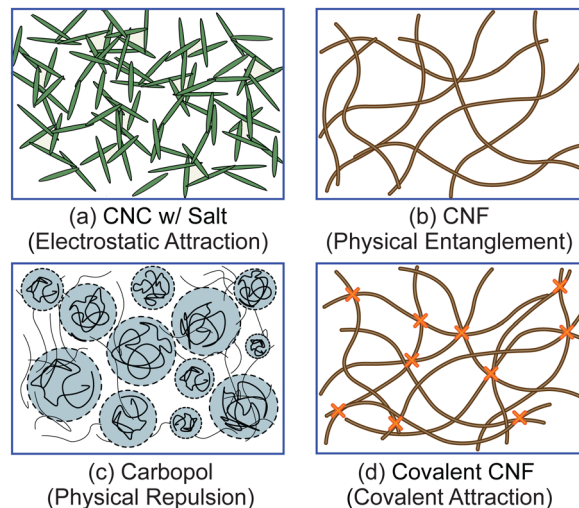 (a) CNC w/ Salt
(Electrostatic Attraction)
(b) CNF
(Physical Entanglement)
(c) Carbopol
(Physical Repulsion)
(d) Covalent CNF
(Covalent Attraction)